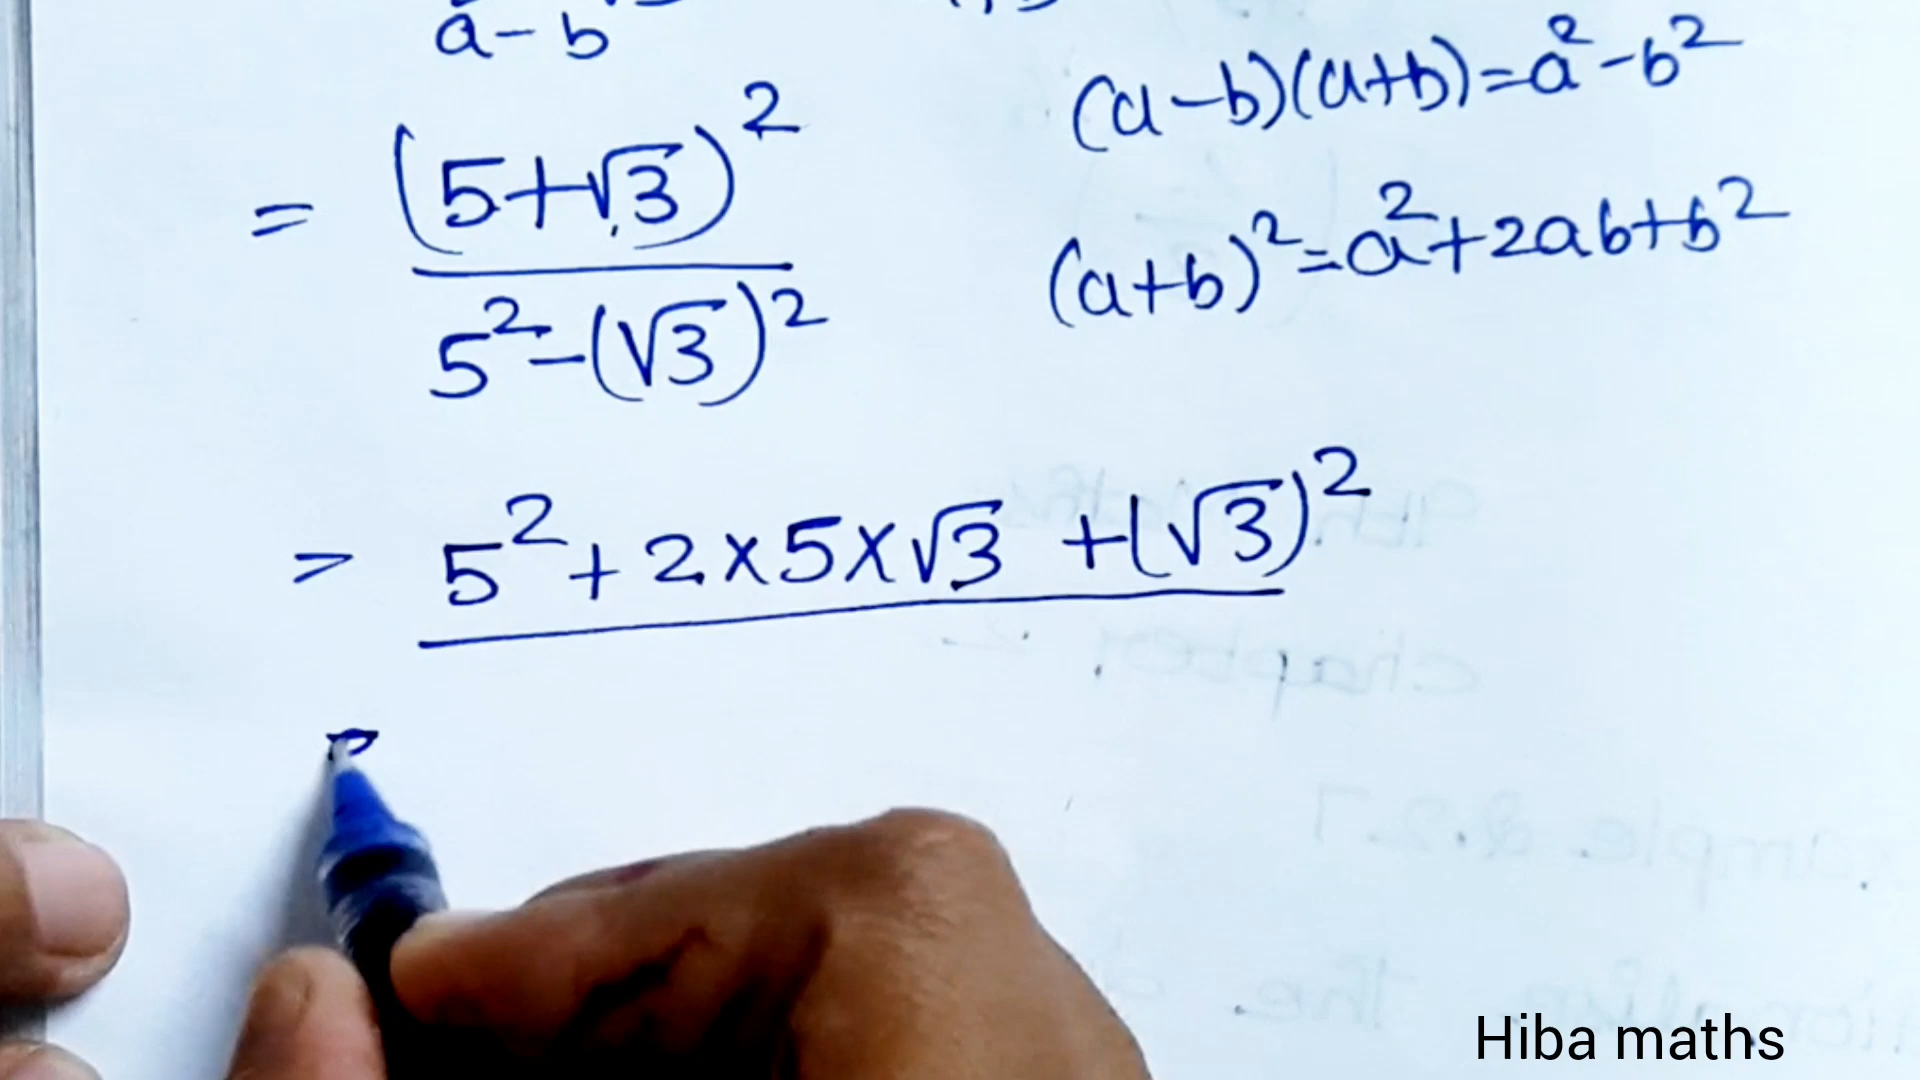 a-b
(a-b)(a+b)=a²-b²
= (5+√3)²
5²-(√3)²
(a+b)²=a²+2ab+b²
= 5²+2×5×√3 +(√3)²
Hiba maths